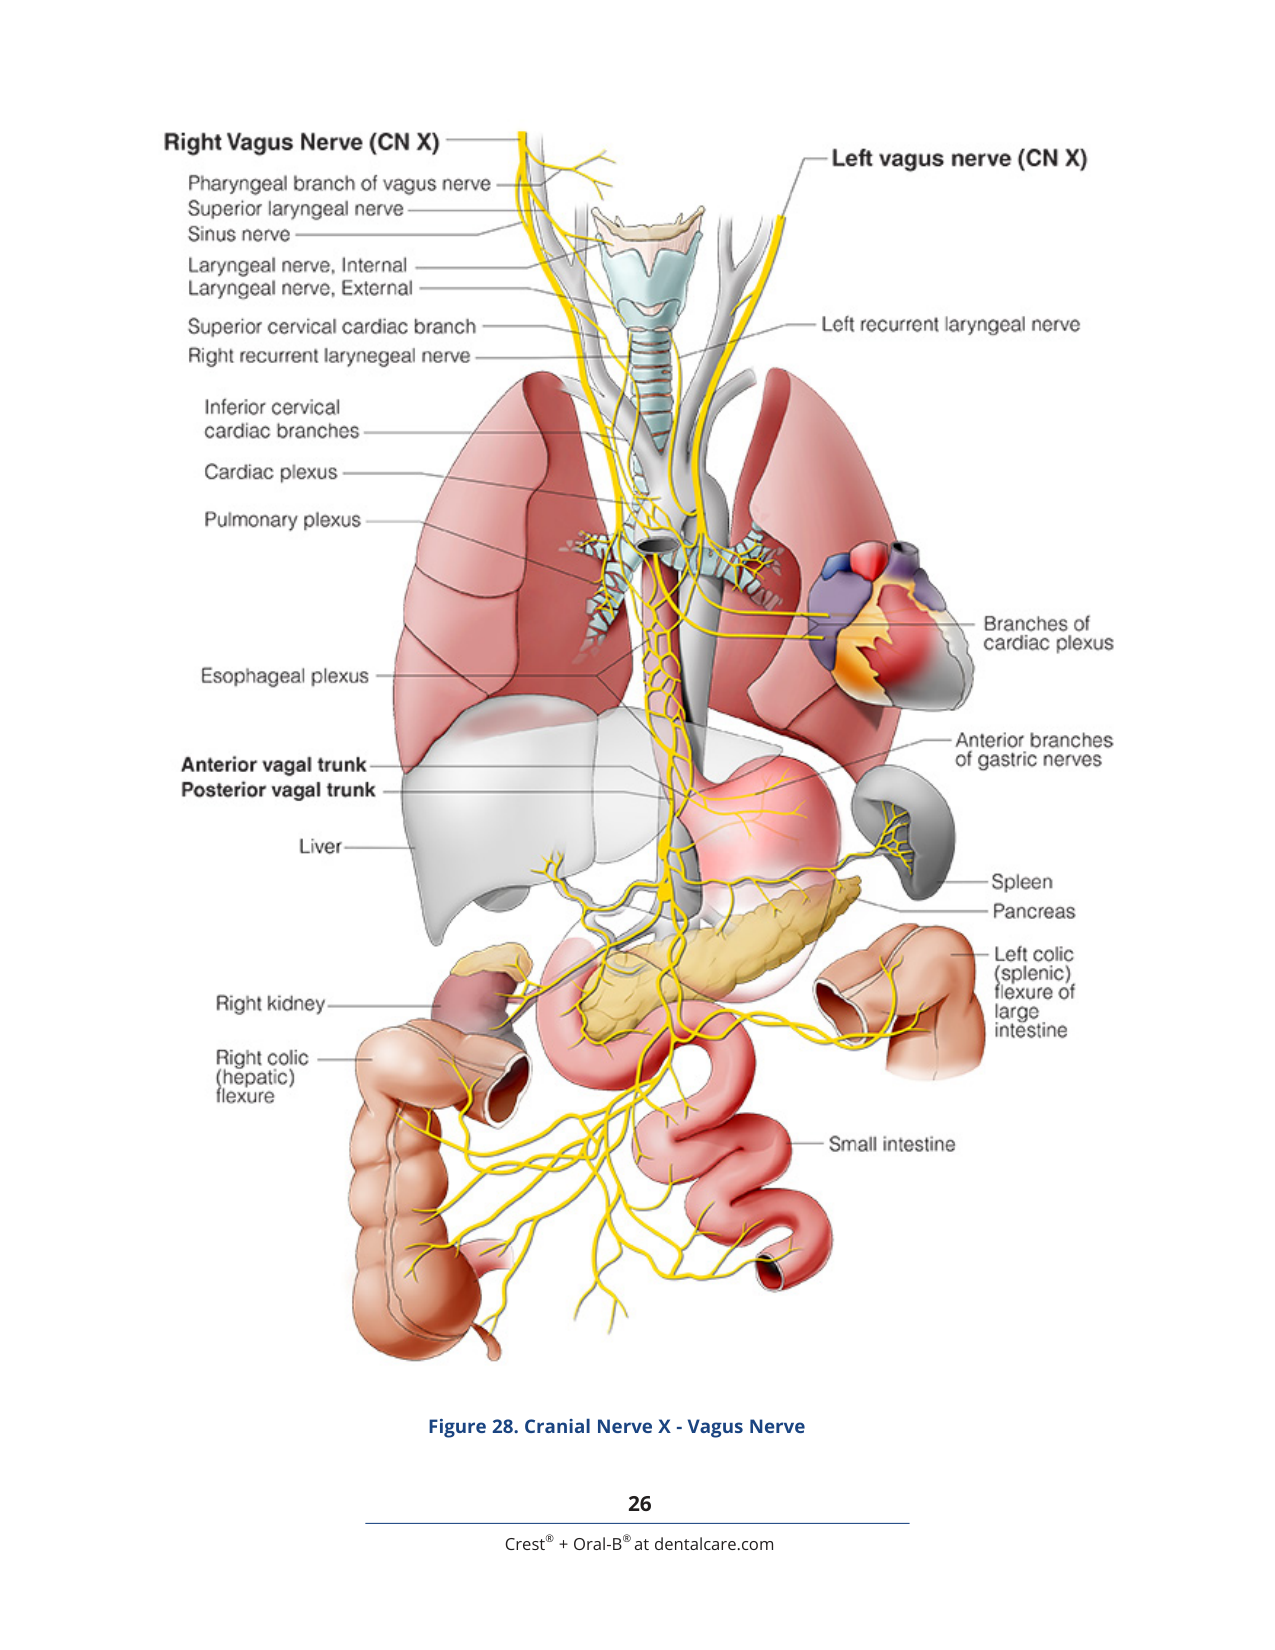 Right Vagus Nerve (CN X)
Left vagus nerve (CN X)
Pharyngeal branch of vagus nerve
Superior laryngeal nerve
Sinus nerve
Laryngeal nerve, Internal
Laryngeal nerve, External
Superior cervical cardiac branch
Left recurrent laryngeal nerve
Right recurrent larynegeal nerve
Inferior cervical
cardiac branches
Cardiac plexus
Pulmonary plexus
Branches of
cardiac plexus
Esophageal plexus
Anterior branches
of gastric nerves
Anterior vagal trunk
Posterior vagal trunk
Liver
Spleen
Pancreas
Left colic
(splenic)
flexure of
large
intestine
Right kidney
Right colic
(hepatic)
flexure
Small intestine
Figure 28. Cranial Nerve X - Vagus Nerve
26
Crest® + Oral-B® at dentalcare.com